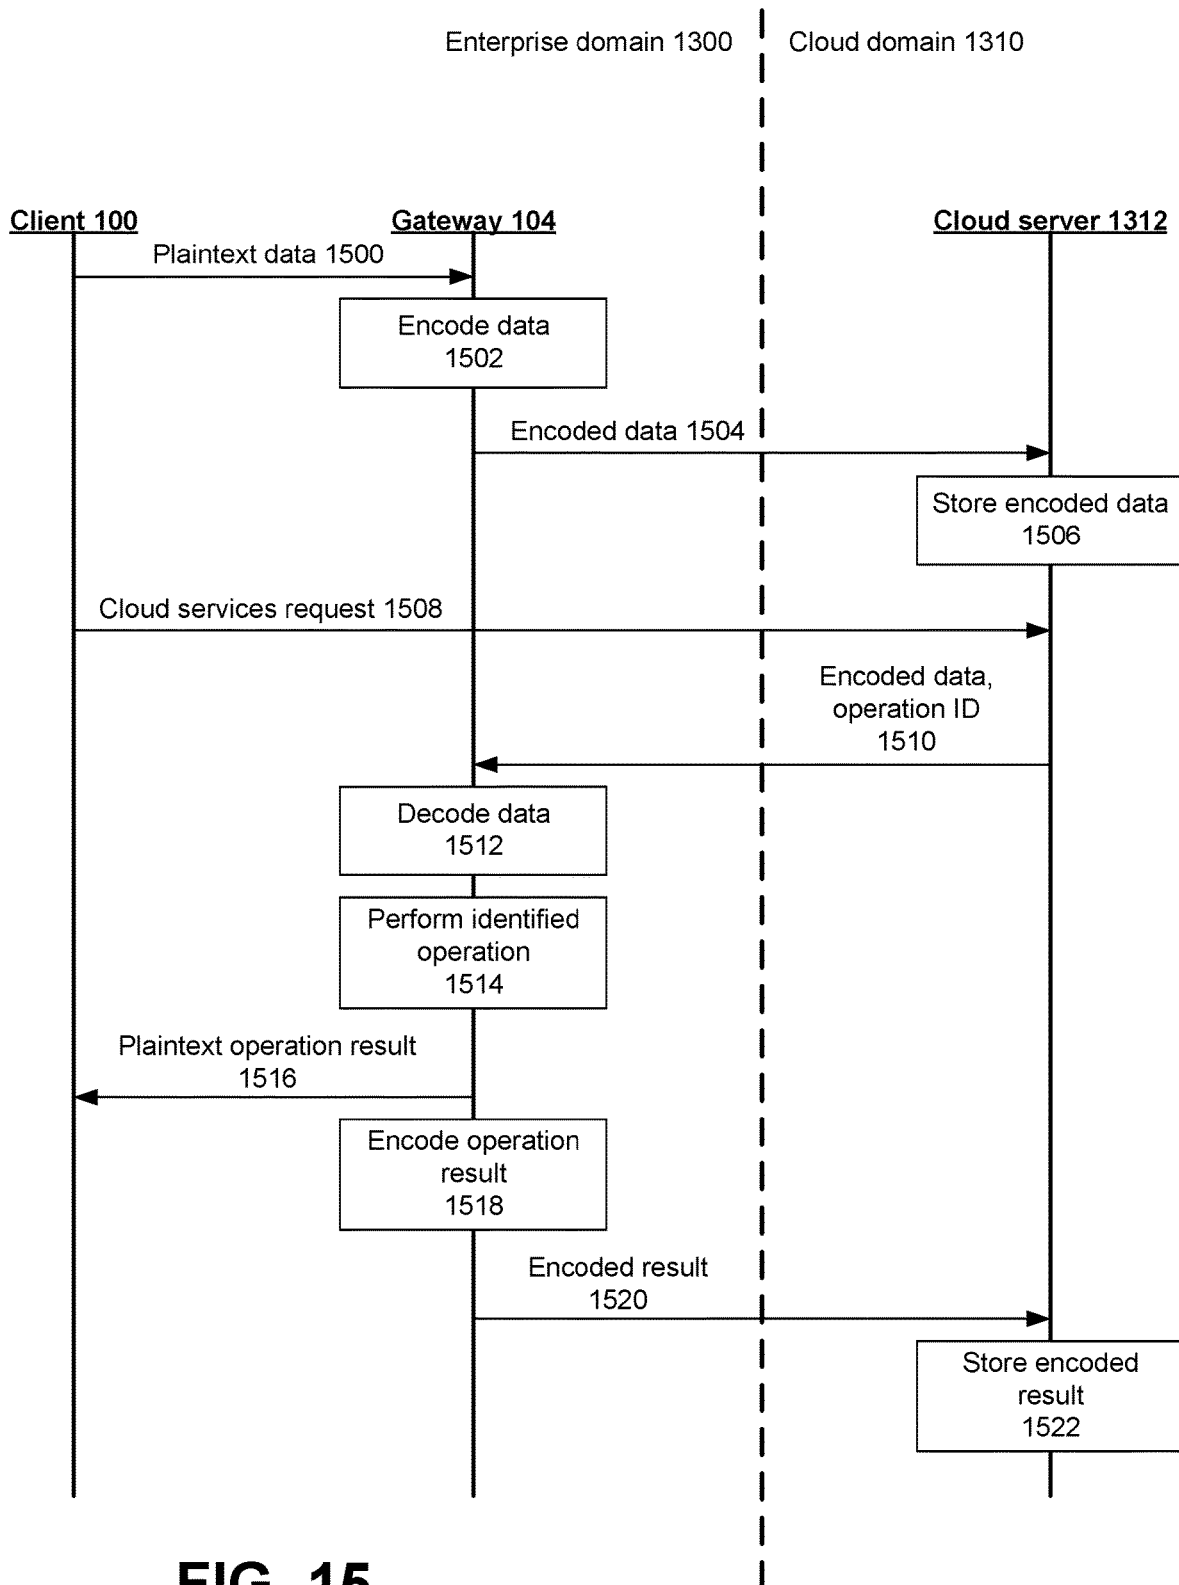 Enterprise domain 1300
Cloud domain 1310
Client 100
Gateway 104
Cloud server 1312
Plaintext data 1500
Encode data
1502
Encoded data 1504
Store encoded data
1506
Cloud services request 1508
Encoded data,
operation ID
1510
Decode data
1512
Perform identified
operation
1514
Plaintext operation result
1516
Encode operation
result
1518
Encoded result
1520
Store encoded
result
1522
FIG. 15